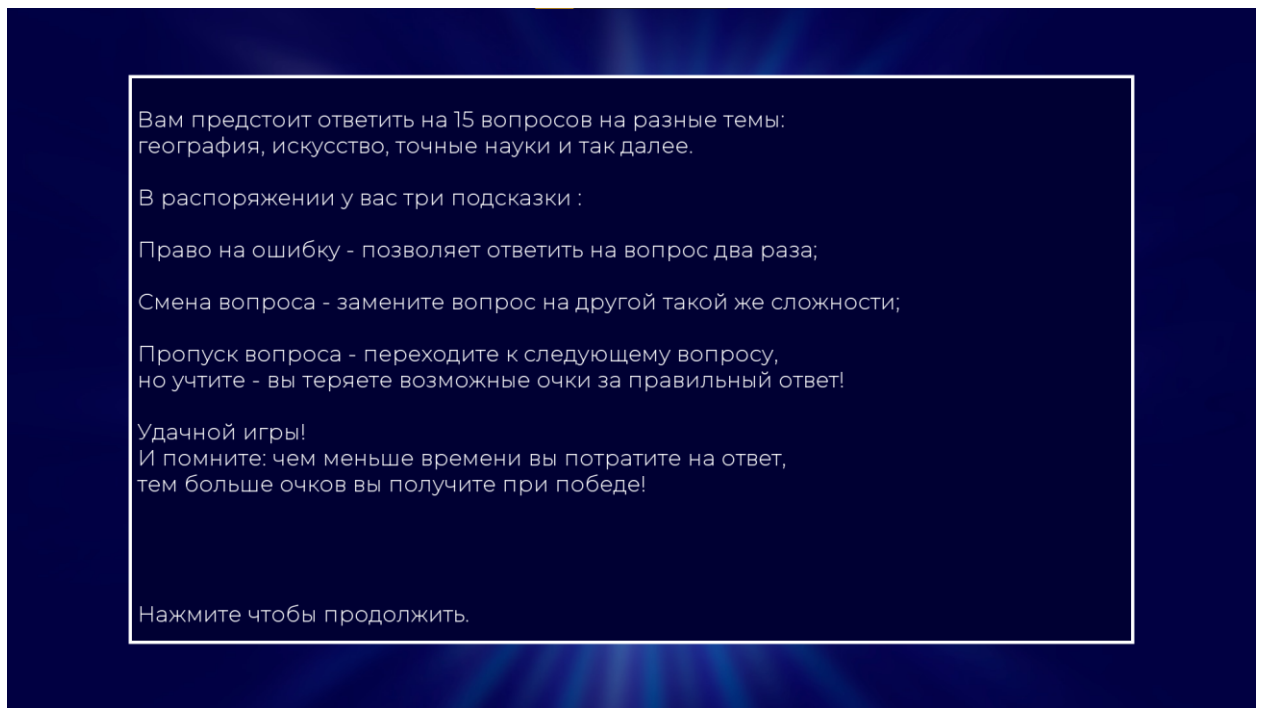 Вам предстоит ответить на 15 вопросов на разные темы:
география, искусство, точные науки и так далее.
В распоряжении у вас три подсказки :
Право на ошибку - позволяет ответить на вопрос два раза;
Смена вопроса - замените вопрос на другой такой же сложности;
Пропуск вопроса - переходите к следующему вопросу,
но учтите - вы теряете возможные очки за правильный ответ!
Удачной игры!
И помните: чем меньше времени вы потратите на ответ,
тем больше очков вы получите при победе!
Нажмите чтобы продолжить.